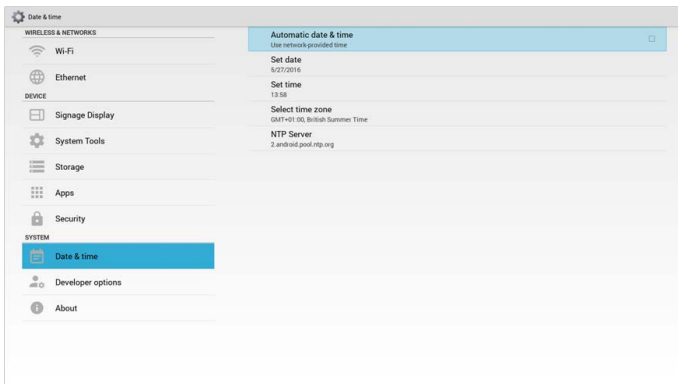 Date & time
WIRELESS & NETWORKS
Wi-Fi
Ethernet
DEVICE
Signage Display
System Tools
Storage
Apps
Security
SYSTEM
Date & time
Developer options
About
Automatic date & time
Use network-provided time
Set date
5/27/2016
Set time
13:58
Select time zone
GMT+01:00, British Summer Time
NTP Server
2.android.pool.ntp.org